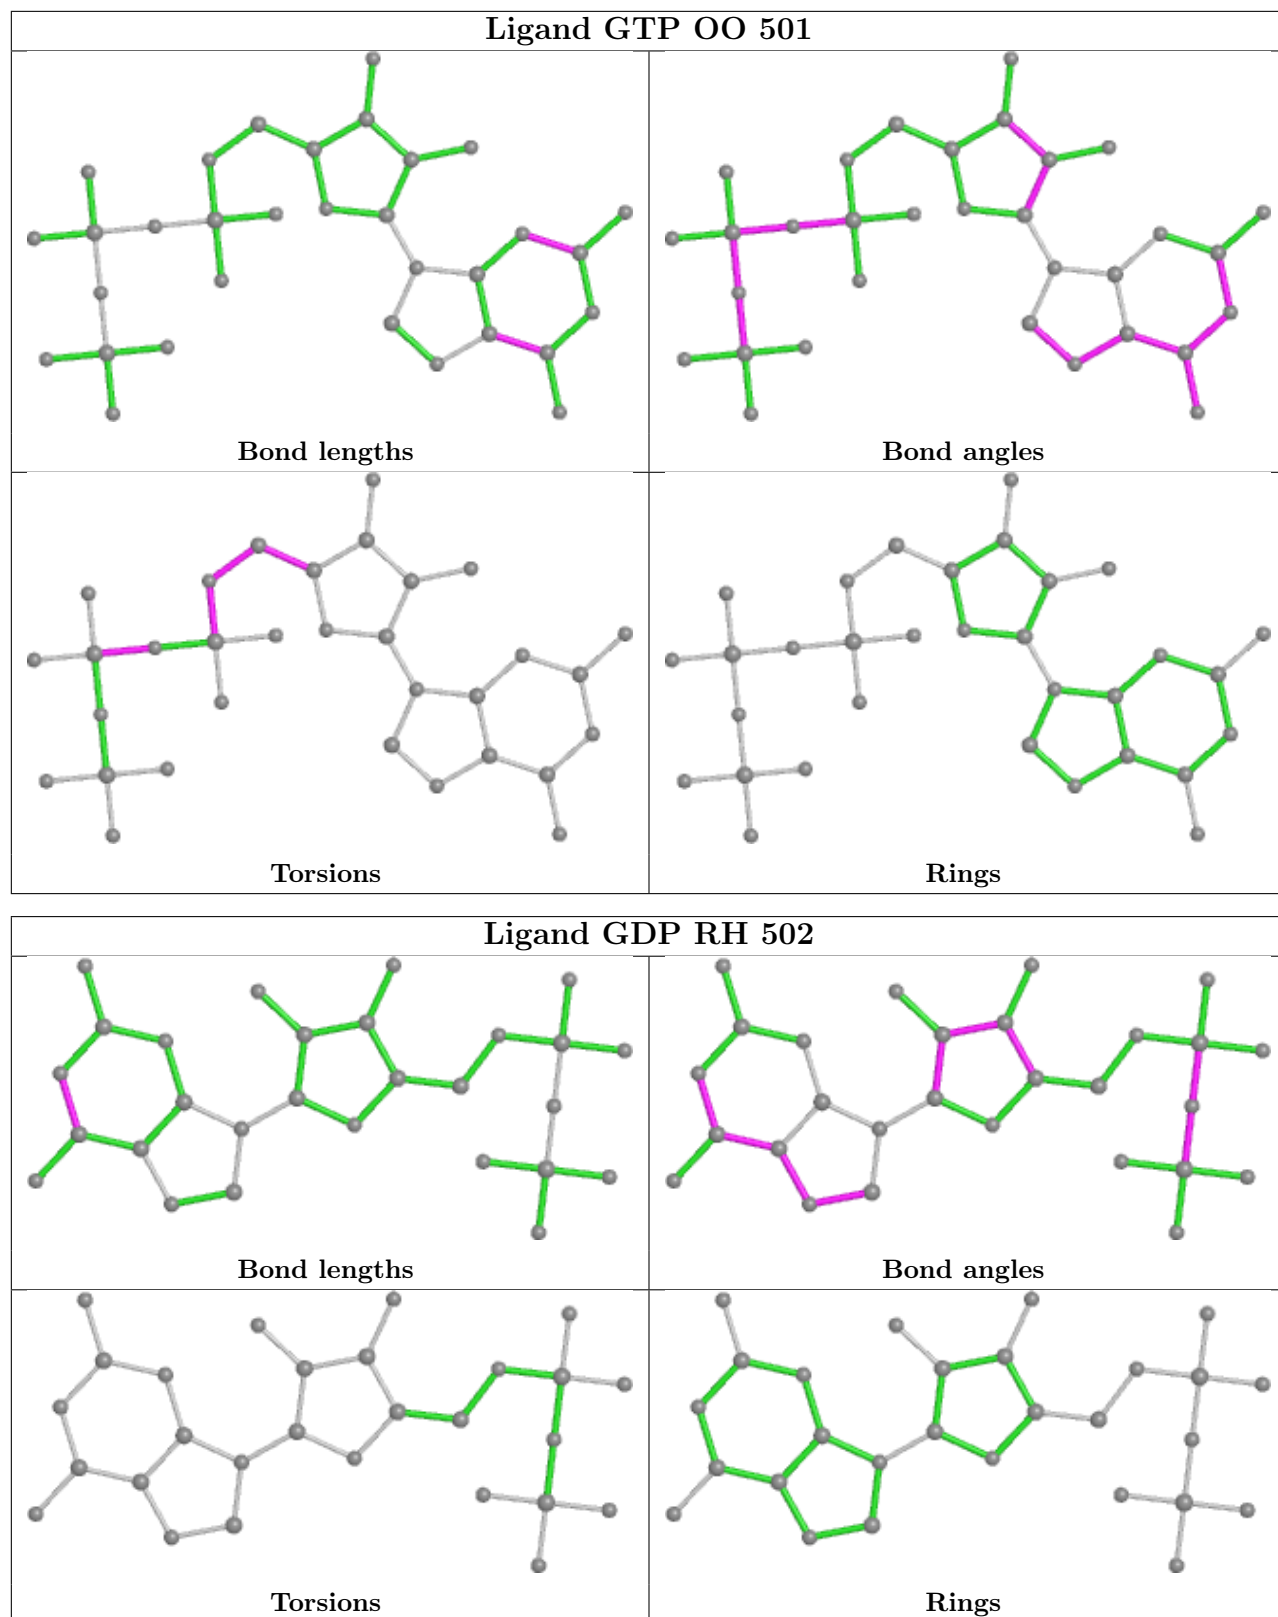 Ligand GTP OO 501
Bond lengths
Bond angles
Torsions
Rings
Ligand GDP RH 502
Bond lengths
Bond angles
Torsions
Rings